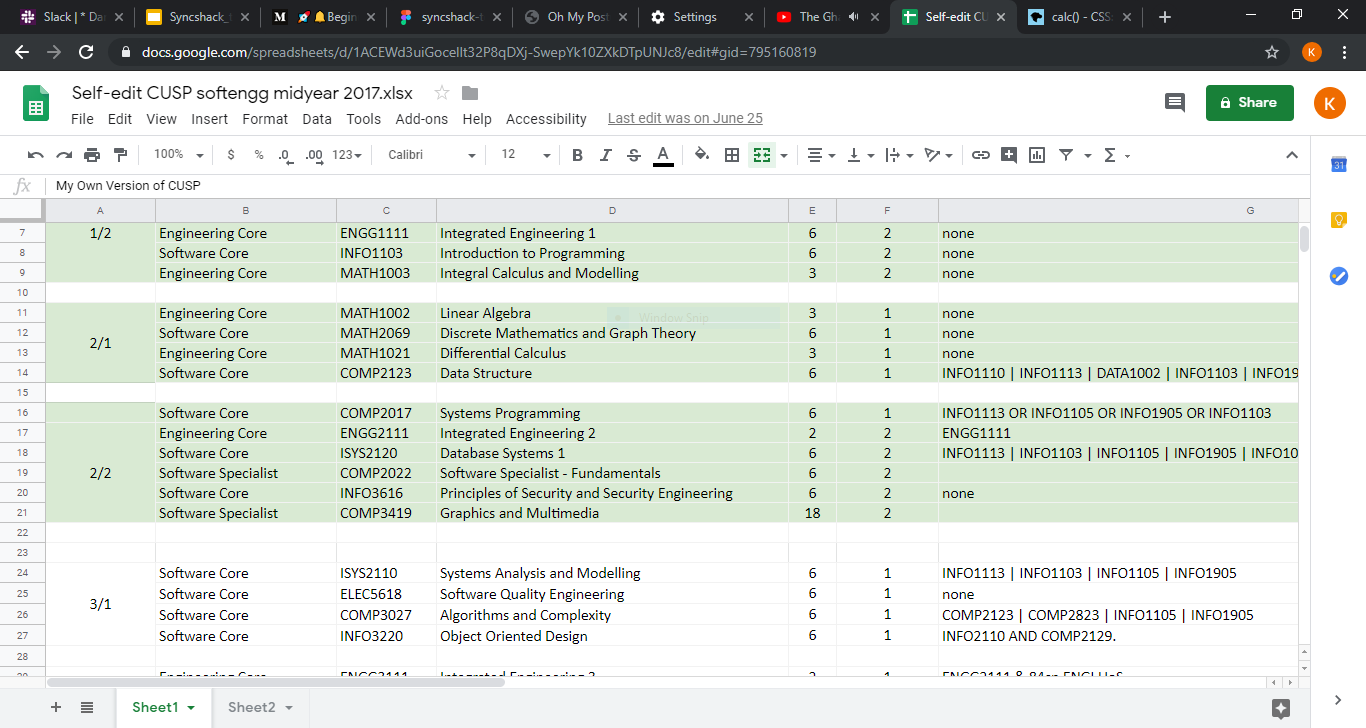 Slack | * Da
Syncshack_
M Begin
syncshack-
Oh My Post
Settings
The Gh
Self-edit CU
calc() - CSS
docs.google.com/spreadsheets/d/1ACEWd3uiGocellt32P8qDXj-SwepYk10ZXkDTpUNJc8/edit#gid=795160819
K
Self-edit CUSP softengg midyear 2017.xlsx
File Edit View Insert Format Data Tools Add-ons Help Accessibility Last edit was on June 25
Share
K
100% $ % .0 .00 123 Calibri 12 B I S A
31
fx My Own Version of CUSP
A B C D E F G
7 1/2 Engineering Core ENGG1111 Integrated Engineering 1 6 2 none
8 Software Core INFO1103 Introduction to Programming 6 2 none
9 Engineering Core MATH1003 Integral Calculus and Modelling 3 2 none
10
11 Engineering Core MATH1002 Linear Algebra 3 1 none
Window Snip
12 Software Core MATH2069 Discrete Mathematics and Graph Theory 6 1 none
2/1
13 Engineering Core MATH1021 Differential Calculus 3 1 none
14 Software Core COMP2123 Data Structure 6 1 INFO1110 | INFO1113 | DATA1002 | INFO1103 | INFO19
15
16 Software Core COMP2017 Systems Programming 6 1 INFO1113 OR INFO1105 OR INFO1905 OR INFO1103
17 Engineering Core ENGG2111 Integrated Engineering 2 2 2 ENGG1111
18 Software Core ISYS2120 Database Systems 1 6 2 INFO1113 | INFO1103 | INFO1105 | INFO1905 | INFO10
19 2/2 Software Specialist COMP2022 Software Specialist - Fundamentals 6 2
20 Software Core INFO3616 Principles of Security and Security Engineering 6 2 none
21 Software Specialist COMP3419 Graphics and Multimedia 18 2
22
23
24 Software Core ISYS2110 Systems Analysis and Modelling 6 1 INFO1113 | INFO1103 | INFO1105 | INFO1905
25 Software Core ELEC5618 Software Quality Engineering 6 1 none
3/1
26 Software Core COMP3027 Algorithms and Complexity 6 1 COMP2123 | COMP2823 | INFO1105 | INFO1905
27 Software Core INFO3220 Object Oriented Design 6 1 INFO2110 AND COMP2129.
28
Sheet1 Sheet2